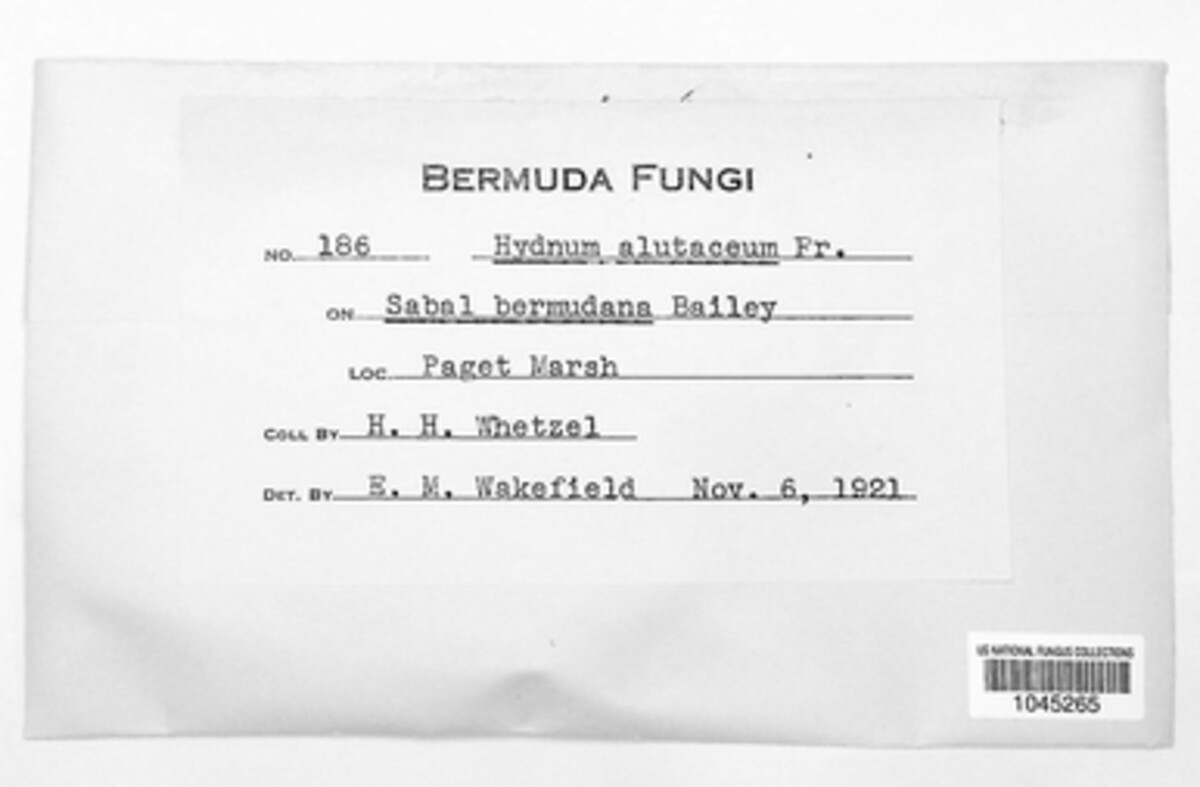 BERMUDA FUNGI
NO. 186 Hydnum alutaceum Fr.
ON Sabal bermudana Bailey
LOC. Paget Marsh
COLL BY H. H. Whetzel
DET. BY E. M. Wakefield Nov. 6, 1921
US NATIONAL FUNGUS COLLECTIONS
1045265